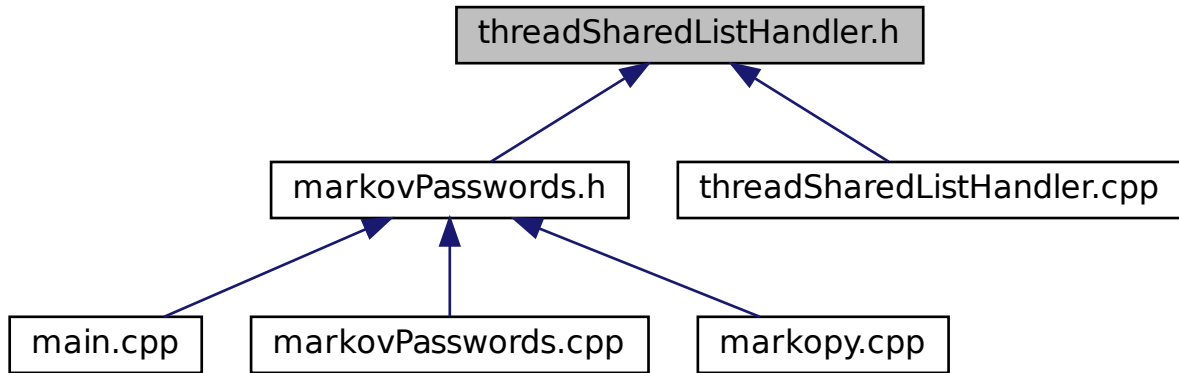 threadSharedListHandler.h
markovPasswords.h
threadSharedListHandler.cpp
main.cpp
markovPasswords.cpp
markopy.cpp